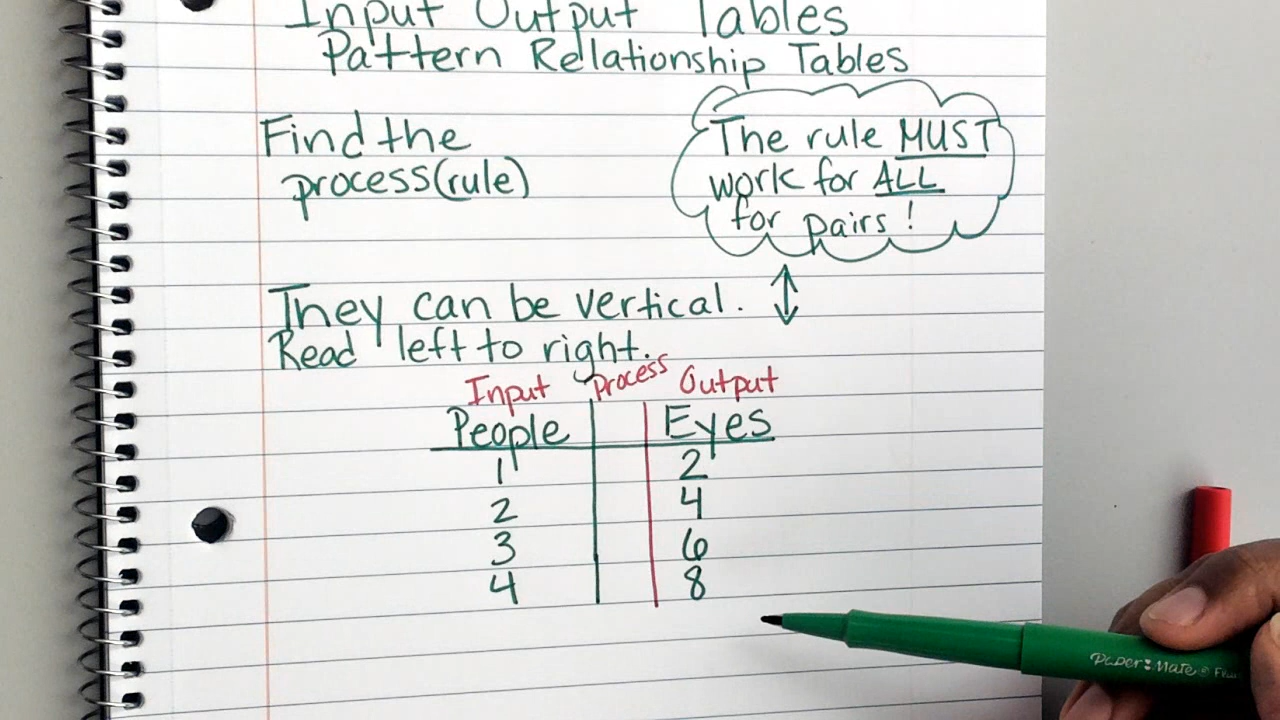 Input Output Tables
Pattern Relationship Tables
Find the
process(rule)
The rule MUST
work for ALL
for pairs!
They can be vertical. ↕
Read left to right.
Input Process Output
People Eyes
1 2
2 4
3 6
4 8
Paper:Mate®